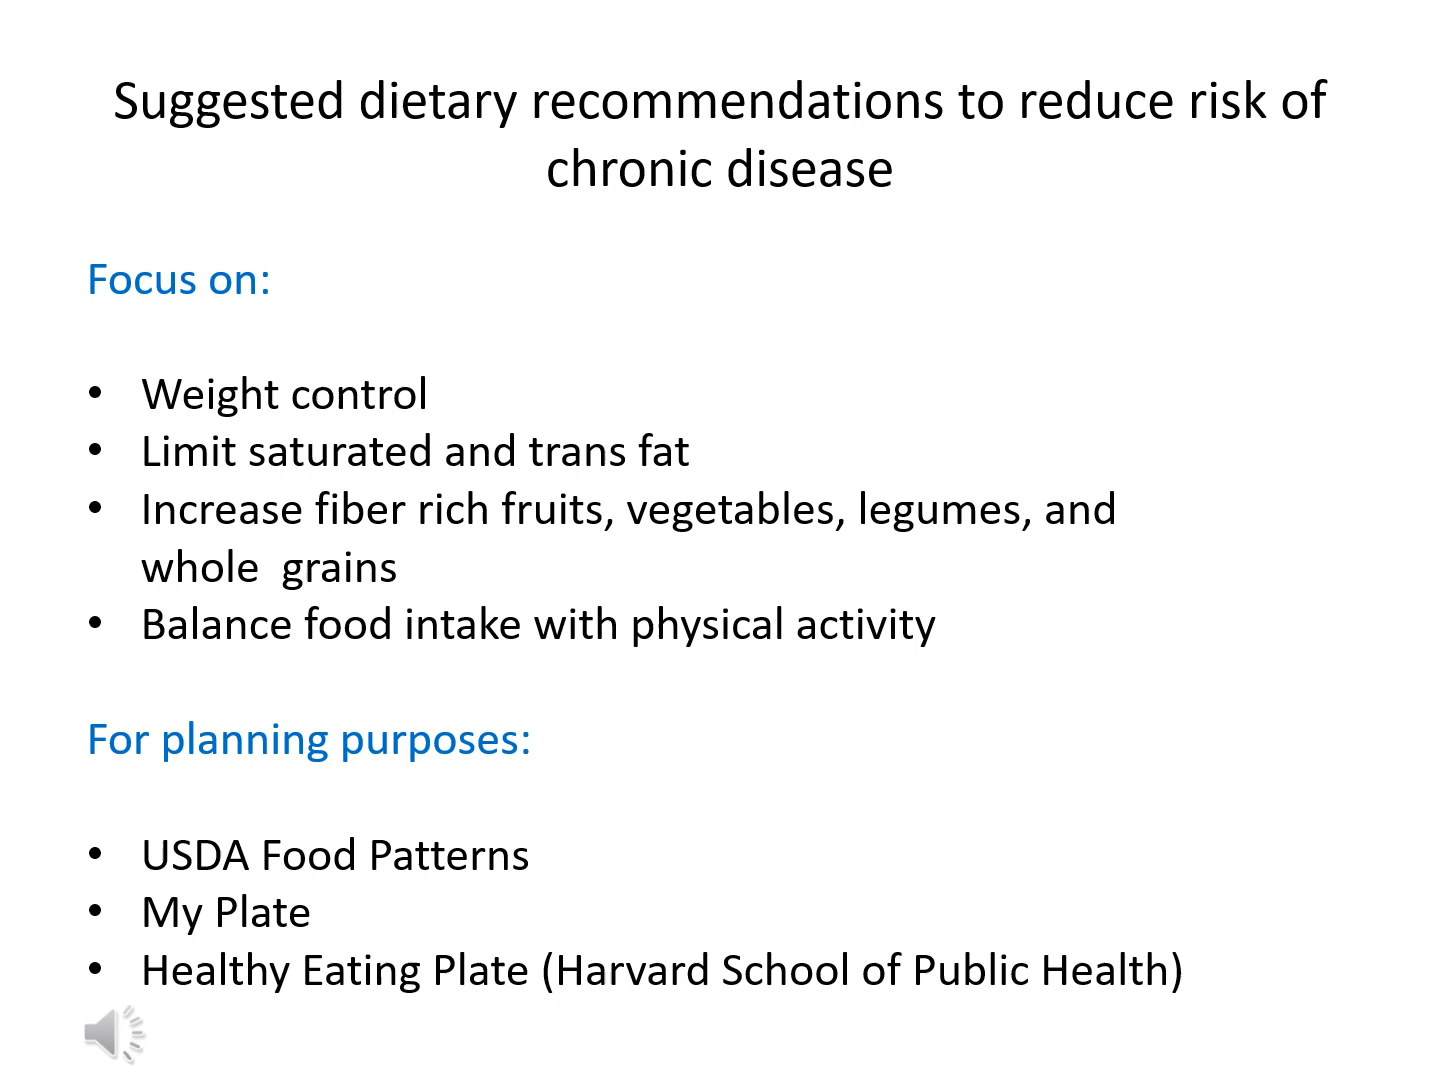 Suggested dietary recommendations to reduce risk of
chronic disease
Focus on:
• Weight control
• Limit saturated and trans fat
• Increase fiber rich fruits, vegetables, legumes, and
whole  grains
• Balance food intake with physical activity
For planning purposes:
• USDA Food Patterns
• My Plate
• Healthy Eating Plate (Harvard School of Public Health)